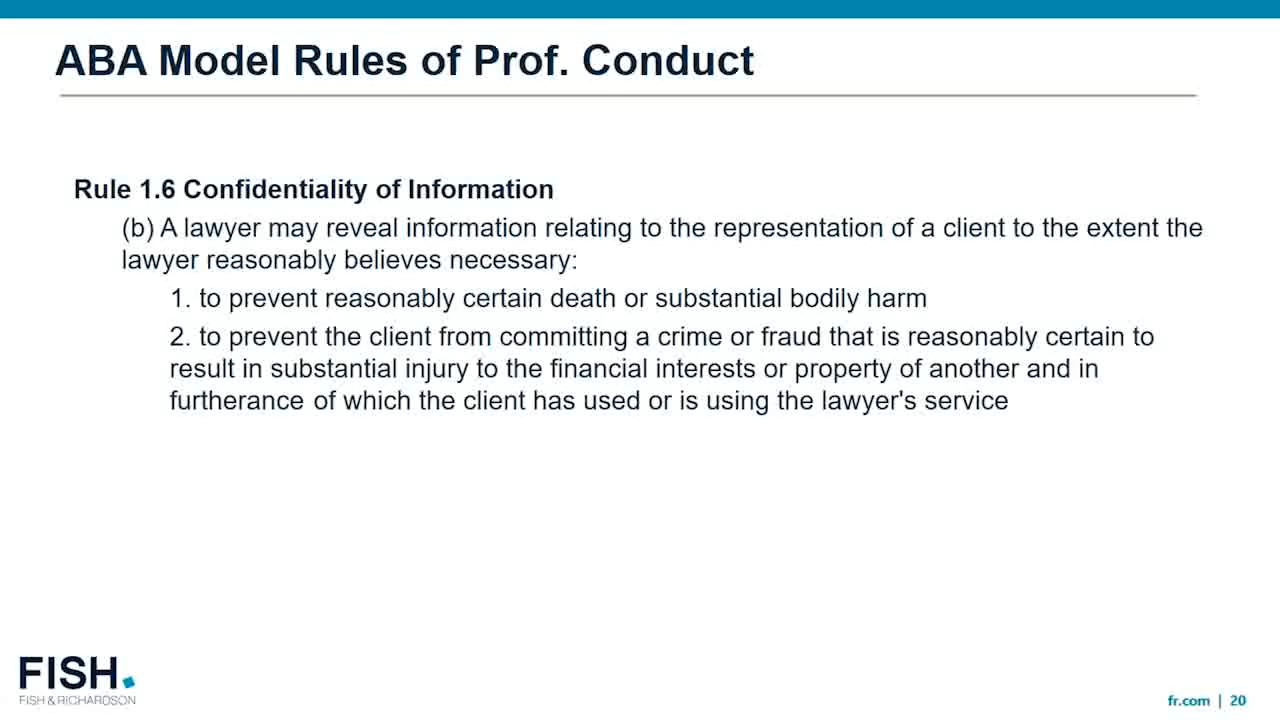 ABA Model Rules of Prof. Conduct
Rule 1.6 Confidentiality of Information
(b) A lawyer may reveal information relating to the representation of a client to the extent the
lawyer reasonably believes necessary:
1. to prevent reasonably certain death or substantial bodily harm
2. to prevent the client from committing a crime or fraud that is reasonably certain to
result in substantial injury to the financial interests or property of another and in
furtherance of which the client has used or is using the lawyer's service
FISH.
FISH & RICHARDSON
fr.com | 20